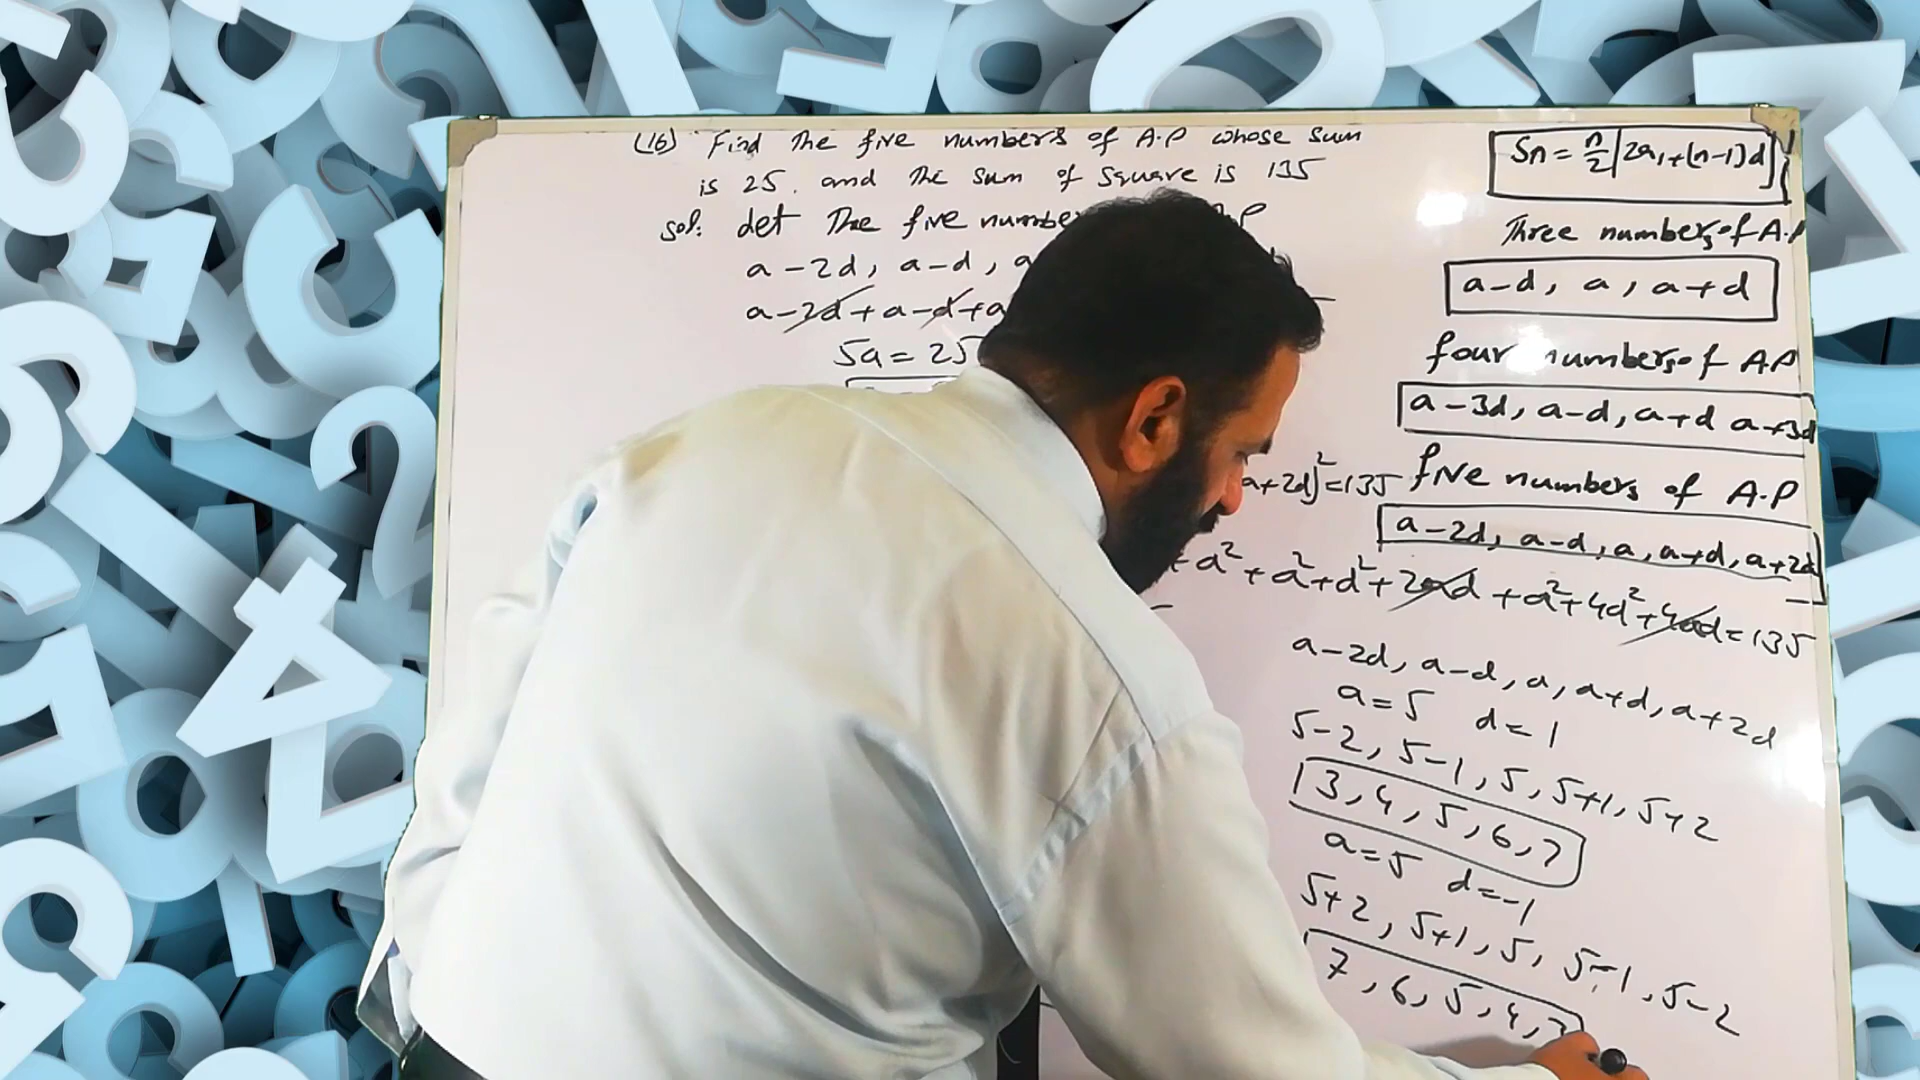 (16) Find The five numbers of A.P whose sum
is 25. and The sum of Square is 135
sol: det The five number
a-2d, a-d, a
a-2d+a-d+a
5a=25
Sn=n/2[2a₁+(n-1)d]
Three numbers of A.P
a-d, a, a+d
four numbers of A.P
a-3d, a-d, a+d a+3d
five numbers of A.P
a-2d, a-d, a, a+d, a+2d
a+2d)²=135
+a²+a²+d²+2ad+a²+4d²+4ad=135
a-2d, a-d, a, a+d, a+2d
a=5 d=1
5-2, 5-1, 5, 5+1, 5+2
3, 4, 5, 6, 7
a=5 d=-1
5+2, 5+1, 5, 5-1, 5-2
7, 6, 5, 4, 3